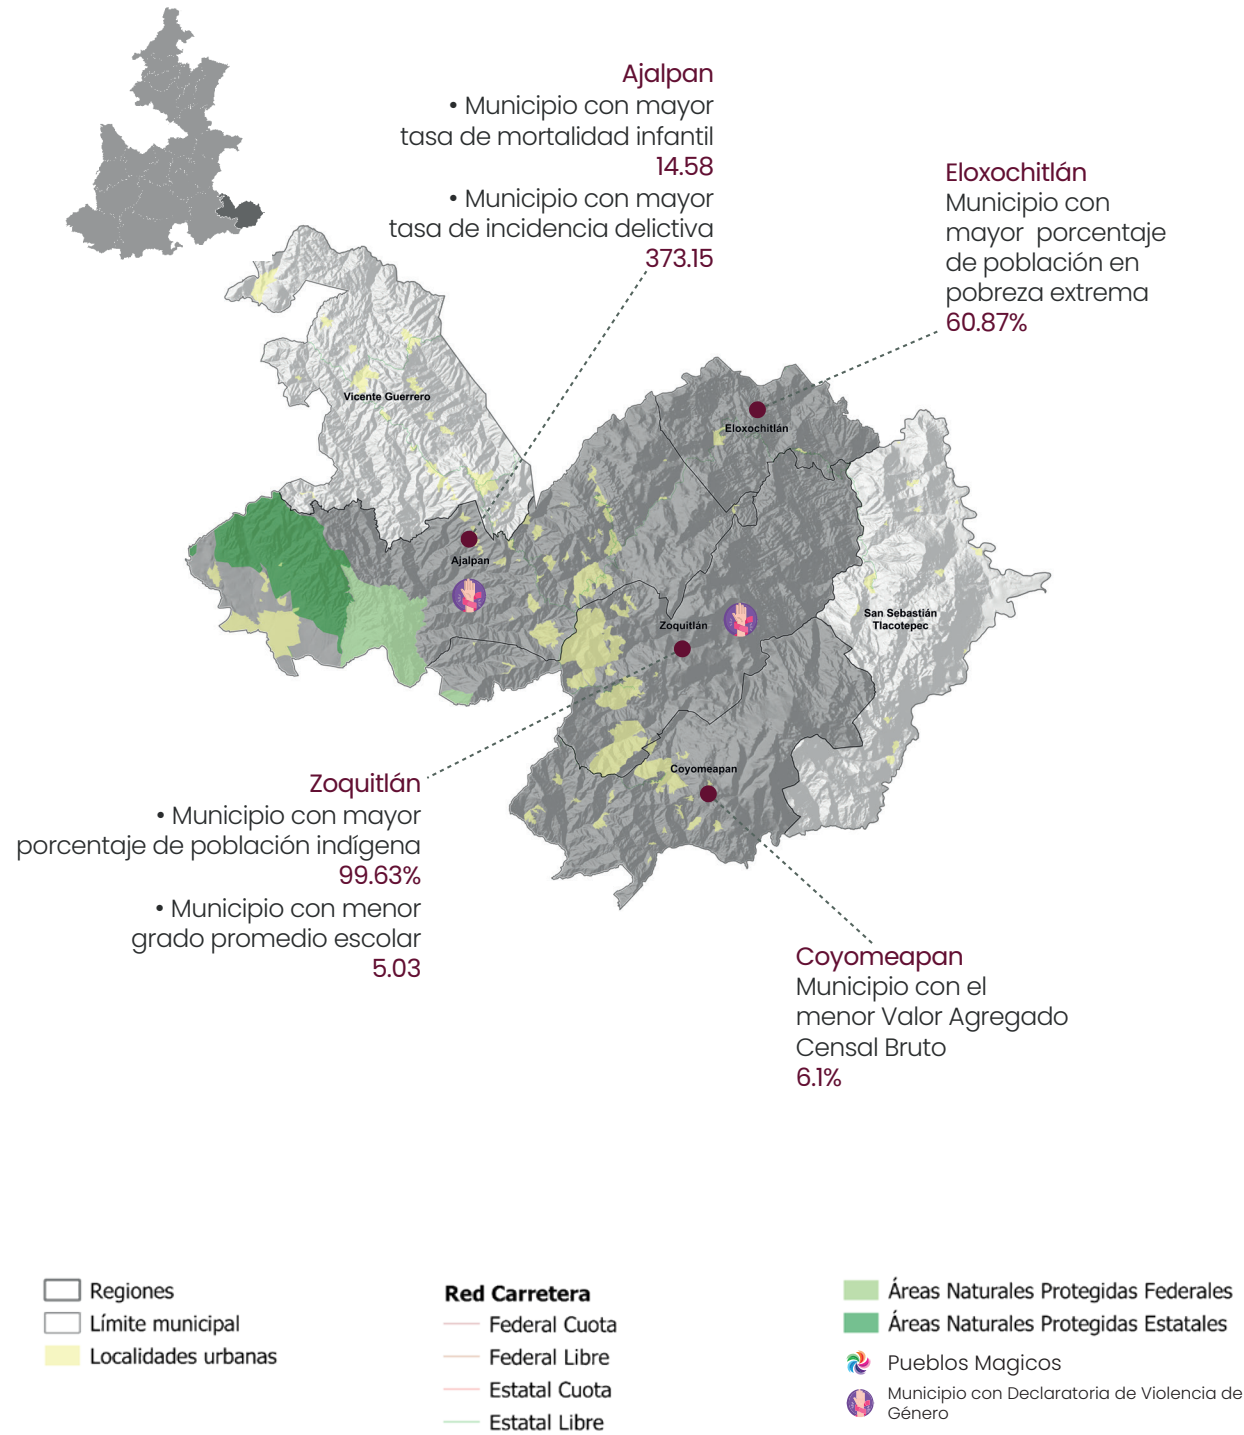 Ajalpan
• Municipio con mayor
tasa de mortalidad infantil
14.58
• Municipio con mayor
tasa de incidencia delictiva
373.15
Eloxochitlán
Municipio con
mayor porcentaje
de población en
pobreza extrema
60.87%
Vicente Guerrero
Eloxochitlán
Ajalpan
San Sebastián
Tlacotepec
Zoquitlán
Coyomeapan
Zoquitlán
• Municipio con mayor
porcentaje de población indígena
99.63%
• Municipio con menor
grado promedio escolar
5.03
Coyomeapan
Municipio con el
menor Valor Agregado
Censal Bruto
6.1%
Regiones
Límite municipal
Localidades urbanas
Red Carretera
Federal Cuota
Federal Libre
Estatal Cuota
Estatal Libre
Áreas Naturales Protegidas Federales
Áreas Naturales Protegidas Estatales
Pueblos Magicos
Municipio con Declaratoria de Violencia de
Género